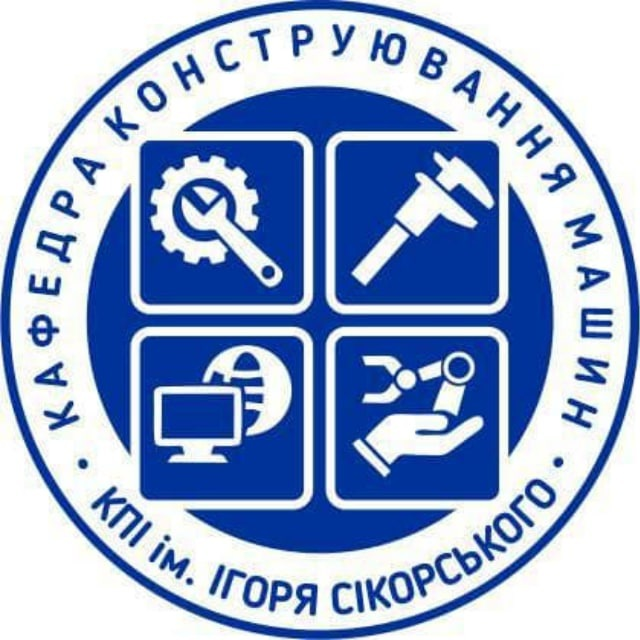 КАФЕДРА КОНСТРУЮВАННЯ МАШИН
КПІ ім. ІГОРЯ СІКОРСЬКОГО